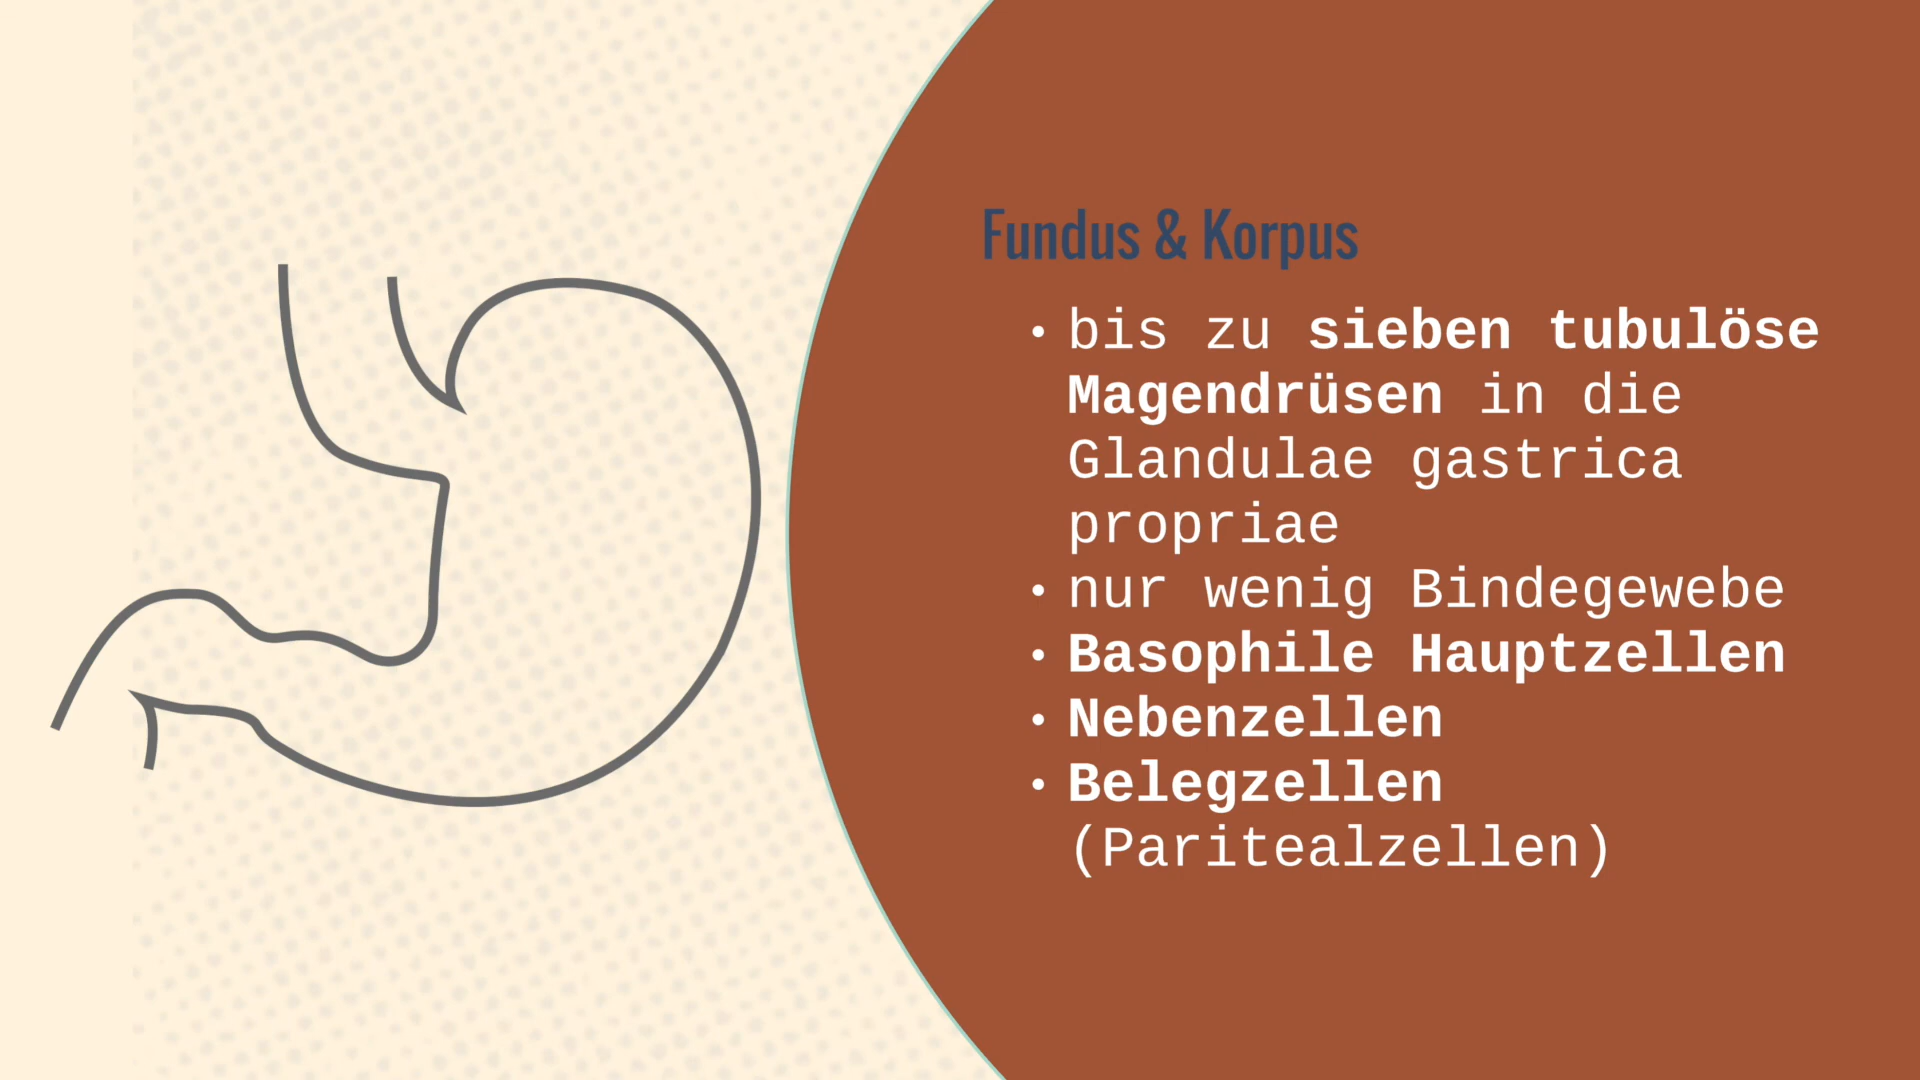 Fundus & Korpus
• bis zu sieben tubulöse
Magendrüsen in die
Glandulae gastrica
propriae
• nur wenig Bindegewebe
• Basophile Hauptzellen
• Nebenzellen
• Belegzellen
(Paritealzellen)